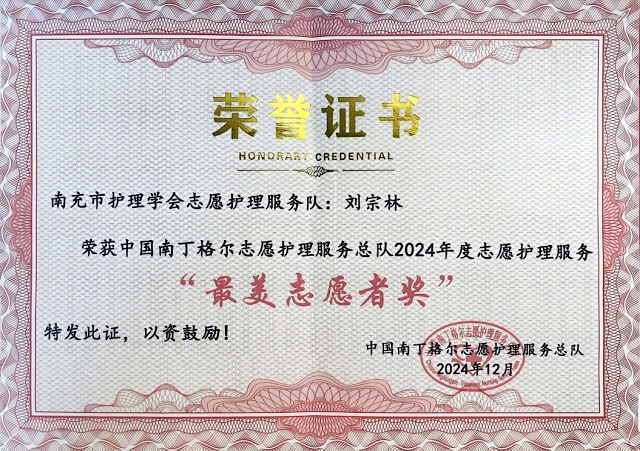 荣誉证书
HONORARY CREDENTIAL
南充市护理学会志愿护理服务队：刘宗林
荣获中国南丁格尔志愿护理服务总队2024年度志愿护理服务
“最美志愿者奖”
特发此证，以资鼓励！
中国南丁格尔志愿护理服务总队
2024年12月